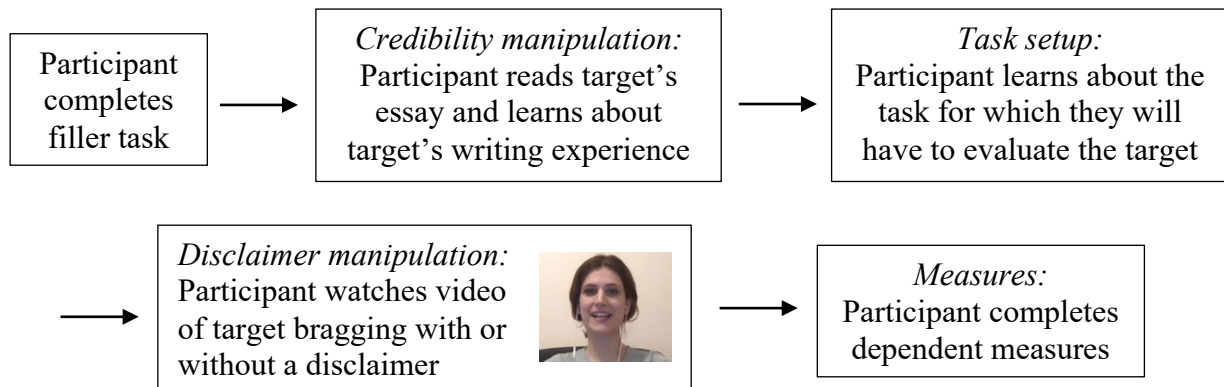 Participant
completes
filler task
Credibility manipulation:
Participant reads target’s
essay and learns about
target’s writing experience
Task setup:
Participant learns about the
task for which they will
have to evaluate the target
Disclaimer manipulation:
Participant watches video
of target bragging with or
without a disclaimer
Measures:
Participant completes
dependent measures